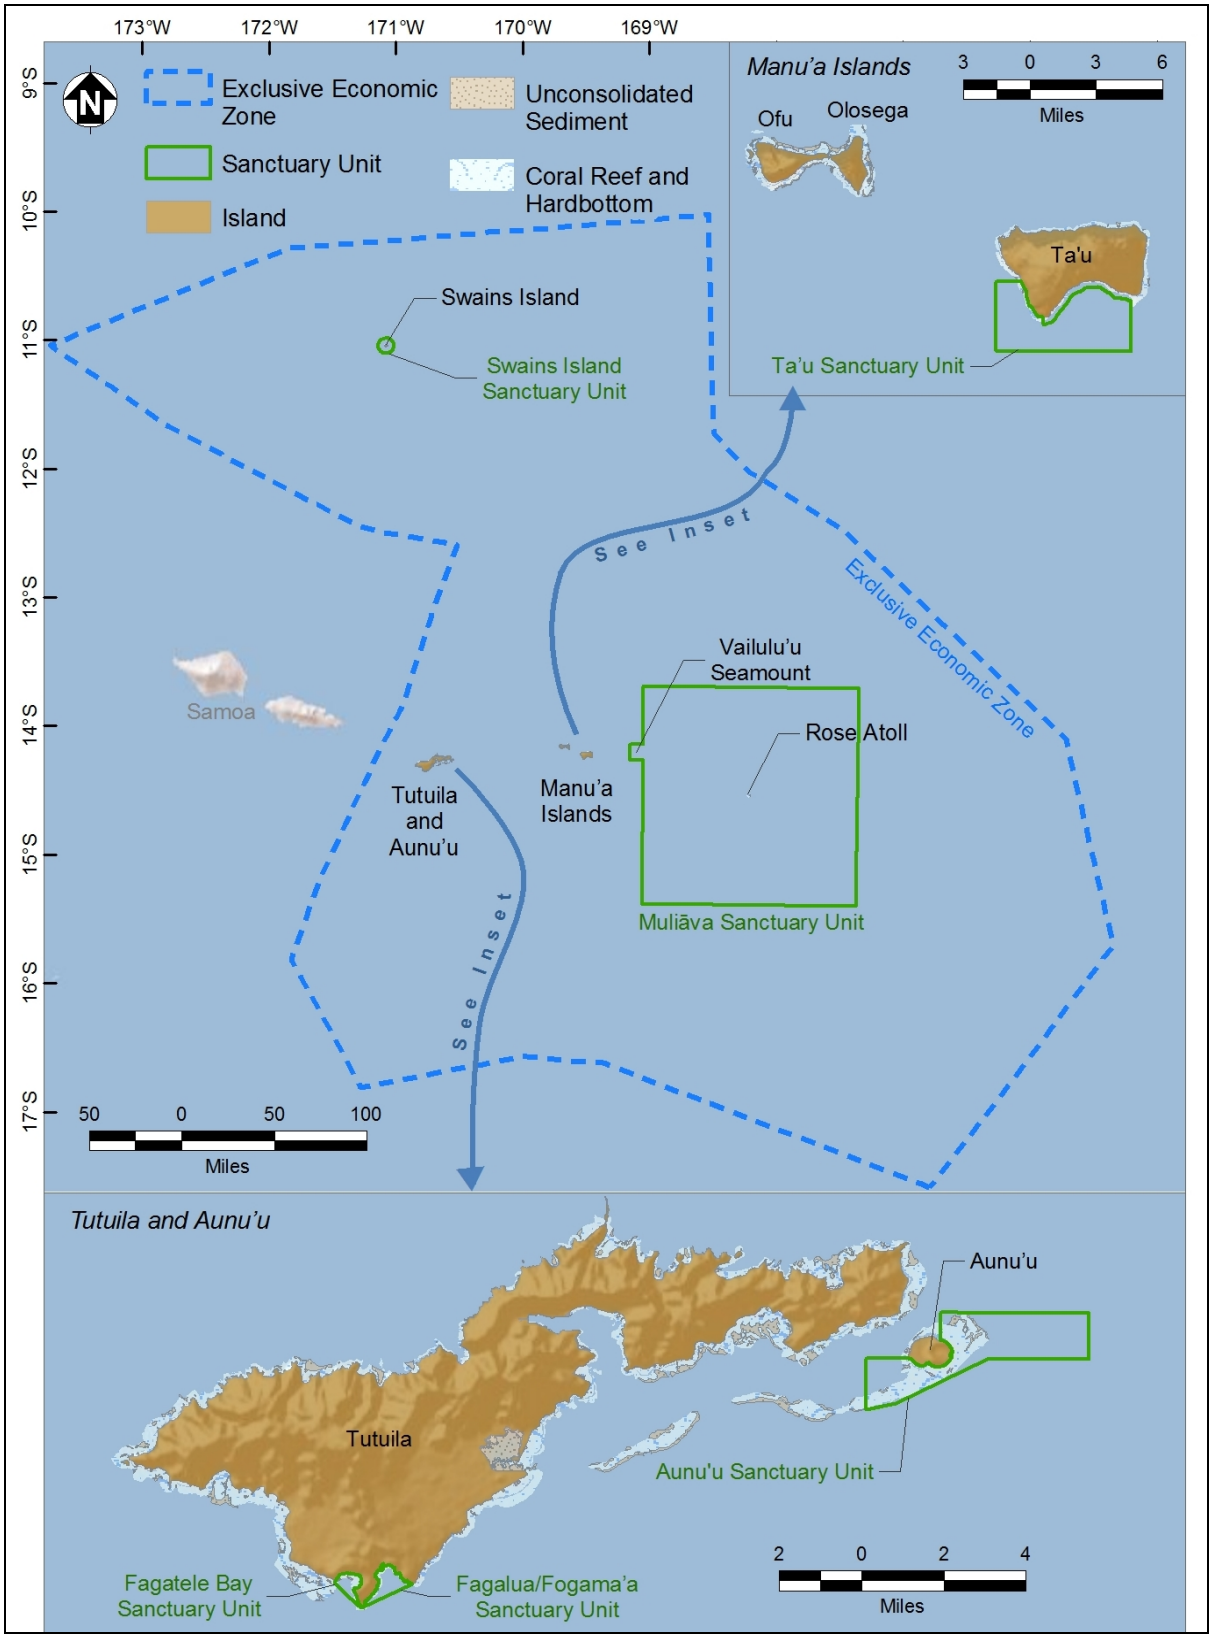 173°W 172°W 171°W 170°W 169°W
9°S
10°S
11°S
12°S
13°S
14°S
15°S
16°S
17°S
N
Exclusive Economic
Zone
Sanctuary Unit
Island
Unconsolidated
Sediment
Coral Reef and
Hardbottom
Manu'a Islands
3 0 3 6
Miles
Ofu
Olosega
Ta'u
Ta'u Sanctuary Unit
Swains Island
Swains Island
Sanctuary Unit
See Inset
Exclusive Economic Zone
Samoa
Vailulu'u
Seamount
Rose Atoll
Tutuila
and
Aunu'u
Manu'a
Islands
Muliāva Sanctuary Unit
See Inset
50 0 50 100
Miles
Tutuila and Aunu'u
Aunu'u
Tutuila
Aunu'u Sanctuary Unit
Fagatele Bay
Sanctuary Unit
Fagalua/Fogama'a
Sanctuary Unit
2 0 2 4
Miles